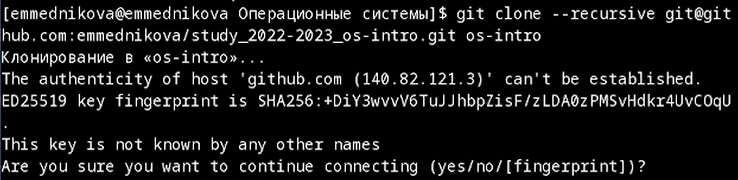 [emmednikova@emmednikova Операционные системы]$ git clone --recursive git@git
hub.com:emmednikova/study_2022-2023_os-intro.git os-intro
Клонирование в «os-intro»...
The authenticity of host 'github.com (140.82.121.3)' can't be established.
ED25519 key fingerprint is SHA256:+DiY3wvvV6TuJJhbpZisF/zLDA0zPMSvHdkr4UvCOqU
.
This key is not known by any other names
Are you sure you want to continue connecting (yes/no/[fingerprint])?